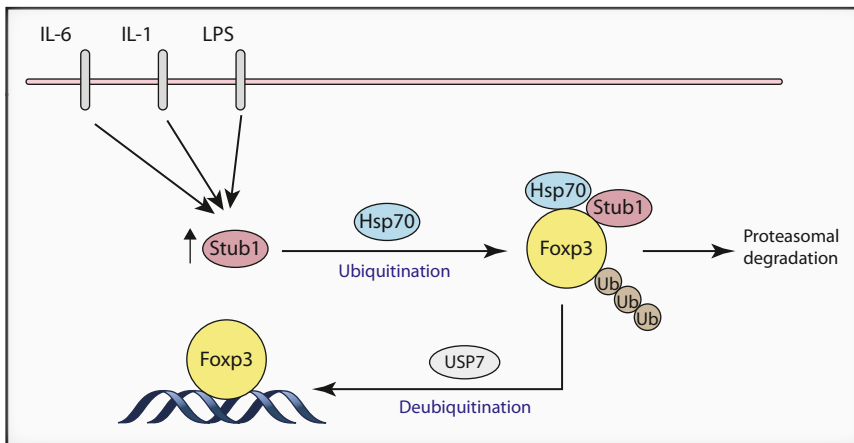 IL-6
IL-1
LPS
Hsp70
Stub1
Hsp70
Stub1
Foxp3
Ubiquitination
Proteasomal
degradation
Ub
Ub
Ub
Foxp3
USP7
Deubiquitination